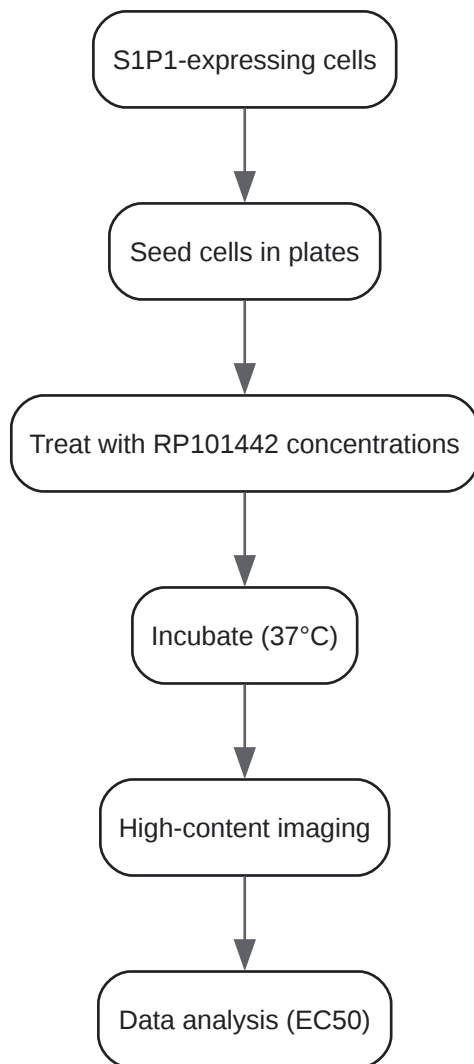 S1P1-expressing cells
Seed cells in plates
Treat with RP101442 concentrations
Incubate (37°C)
High-content imaging
Data analysis (EC50)